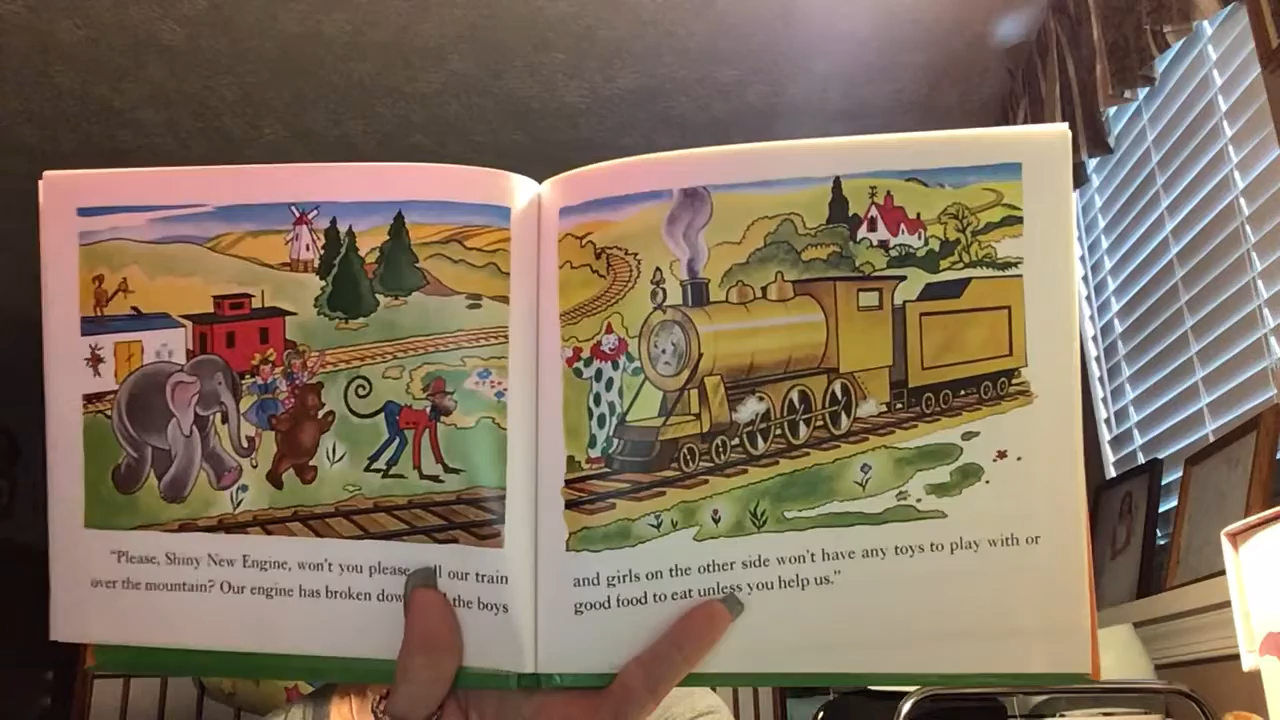 "Please, Shiny New Engine, won't you please our train
over the mountain? Our engine has broken the boys
and girls on the other side won't have any toys to play with or
good food to eat unless you help us."